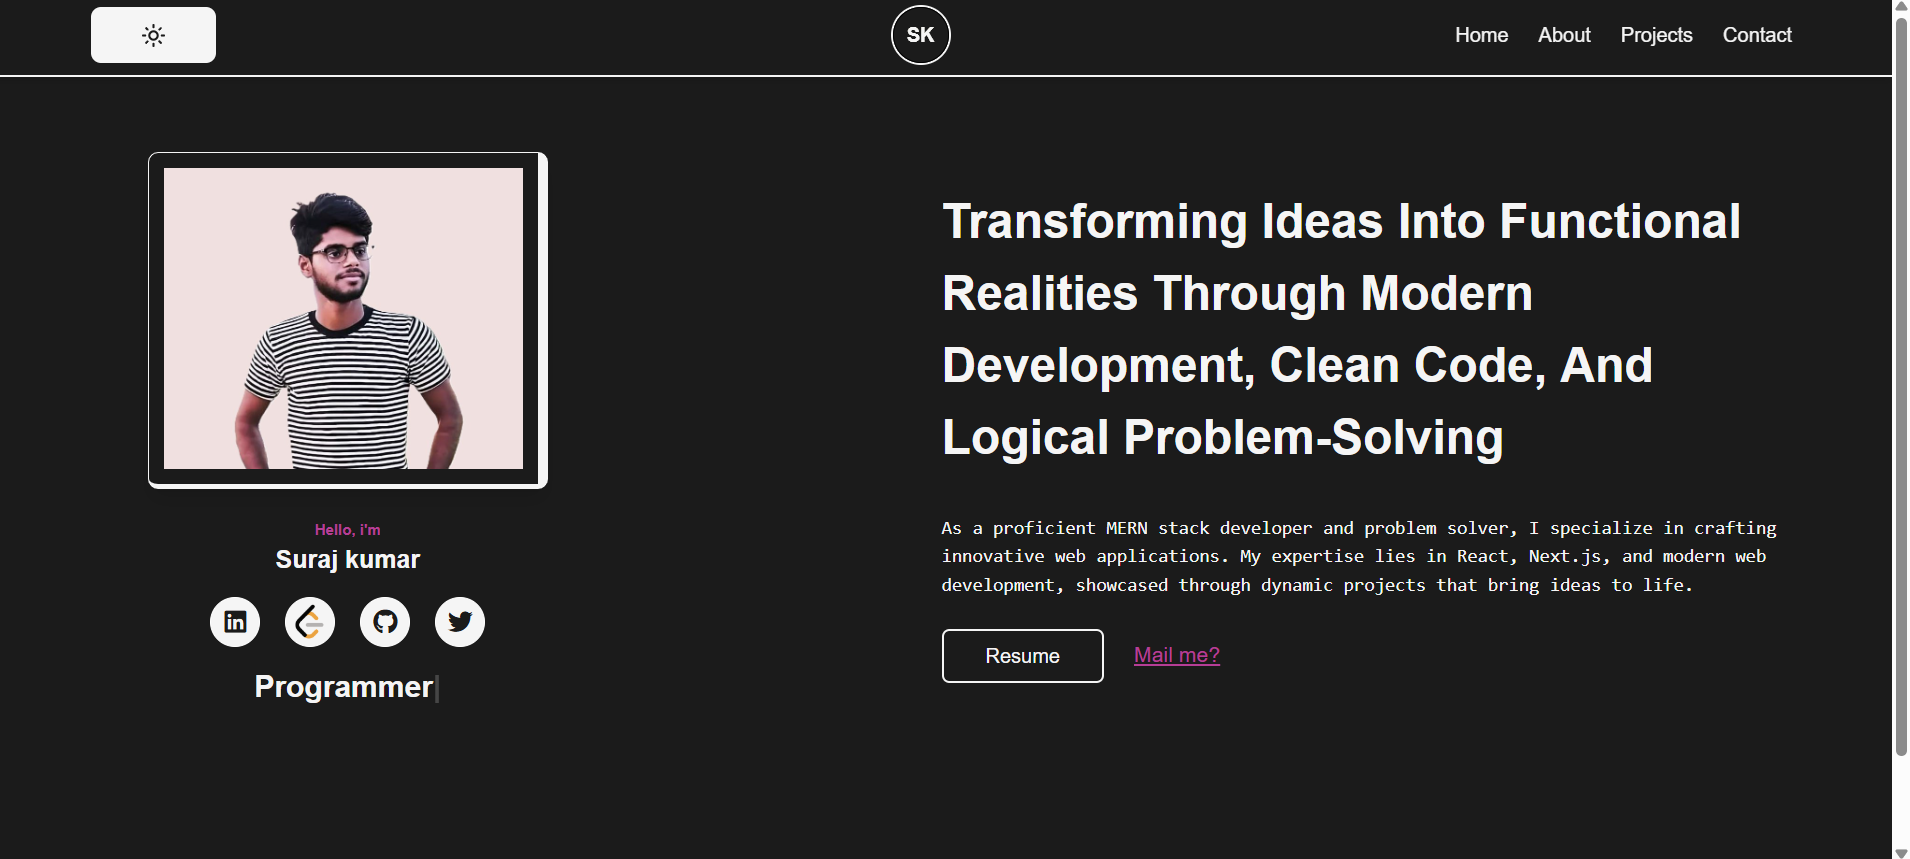 SK
Home About Projects Contact
Hello, i'm
Suraj kumar
in
Programmer
Transforming Ideas Into Functional
Realities Through Modern
Development, Clean Code, And
Logical Problem-Solving
As a proficient MERN stack developer and problem solver, I specialize in crafting
innovative web applications. My expertise lies in React, Next.js, and modern web
development, showcased through dynamic projects that bring ideas to life.
Resume Mail me?